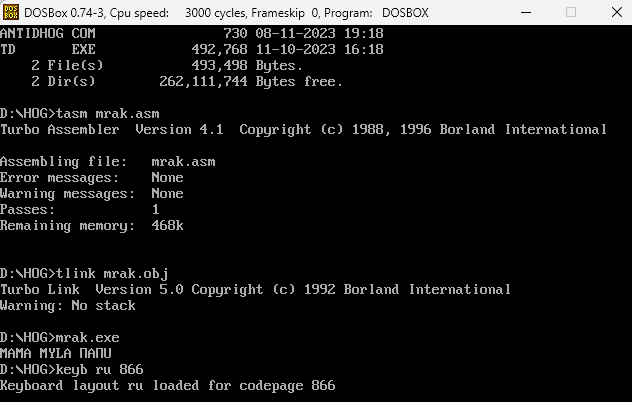 DOSBox 0.74-3, Cpu speed:    3000 cycles, Frameskip  0, Program:   DOSBOX
ANTIDHOG COM               730 08-11-2023 19:18
TD       EXE           492,768 11-10-2023 16:18
    2 File(s)          493,498 Bytes.
    2 Dir(s)       262,111,744 Bytes free.
D:\HOG>tasm mrak.asm
Turbo Assembler  Version 4.1  Copyright (c) 1988, 1996 Borland International
Assembling file:   mrak.asm
Error messages:    None
Warning messages:  None
Passes:            1
Remaining memory:  468k
D:\HOG>tlink mrak.obj
Turbo Link  Version 5.0 Copyright (c) 1992 Borland International
Warning: No stack
D:\HOG>mrak.exe
MAMA MYLA ПАПU
D:\HOG>keyb ru 866
Keyboard layout ru loaded for codepage 866